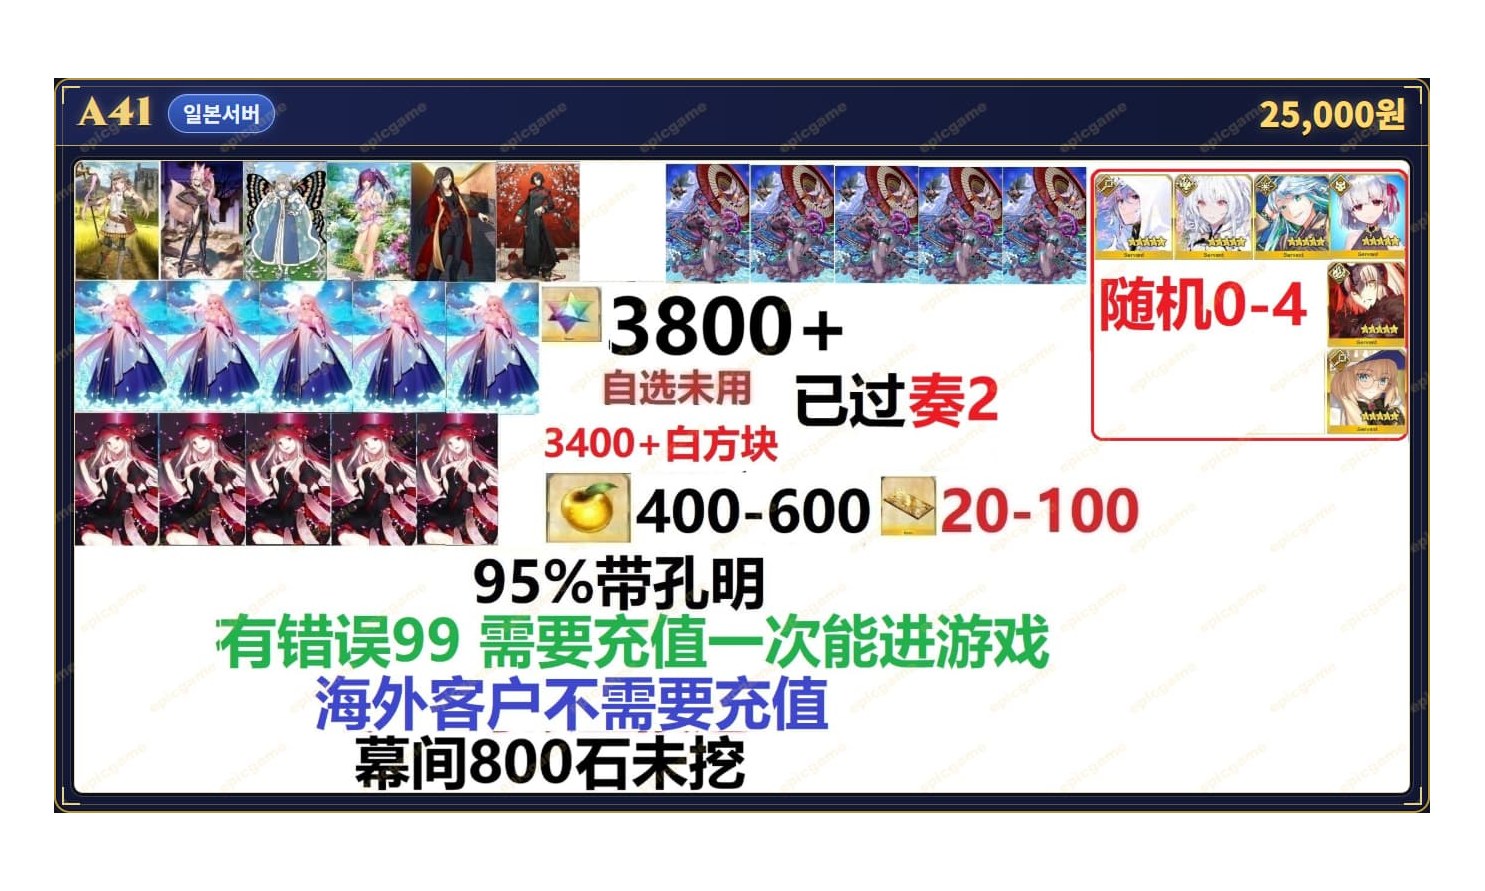 A41 일본서버 25,000원
随机0-4
3800+
自选未用
已过奏2
3400+白方块
400-600 20-100
95%带孔明
有错误99 需要充值一次能进游戏
海外客户不需要充值
幕间800石未挖
epicgame